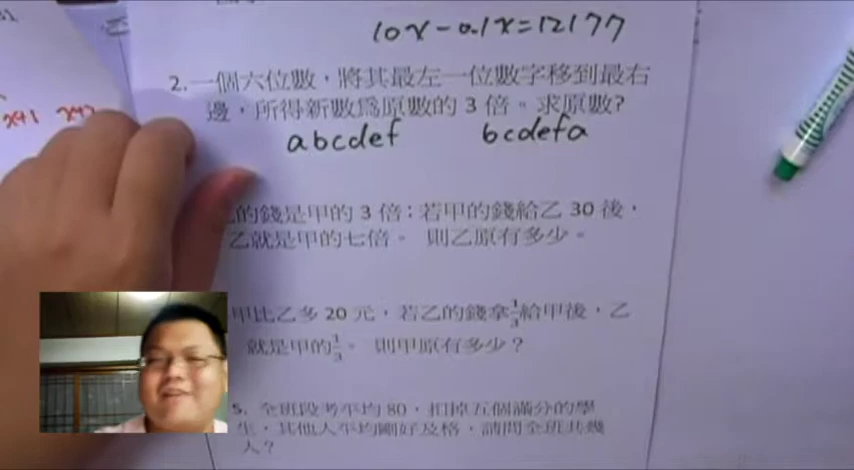 10x-0.1x=12177
2.一個六位數，將其最左一位數字移到最右
邊，所得新數為原數的 3 倍。求原數?
x+1
abcdef bcdefa
的錢是甲的 3 倍：若甲的錢給乙 30 後，
乙就是甲的七倍。 則乙原有多少。
甲比乙多 20 元，若乙的錢拿1/3給甲後，乙
就是甲的1/3。 則甲原有多少？
5. 全班段考平均 80，扣掉五個滿分的學
生，其他人平均剛好及格，請問全班共幾
人？